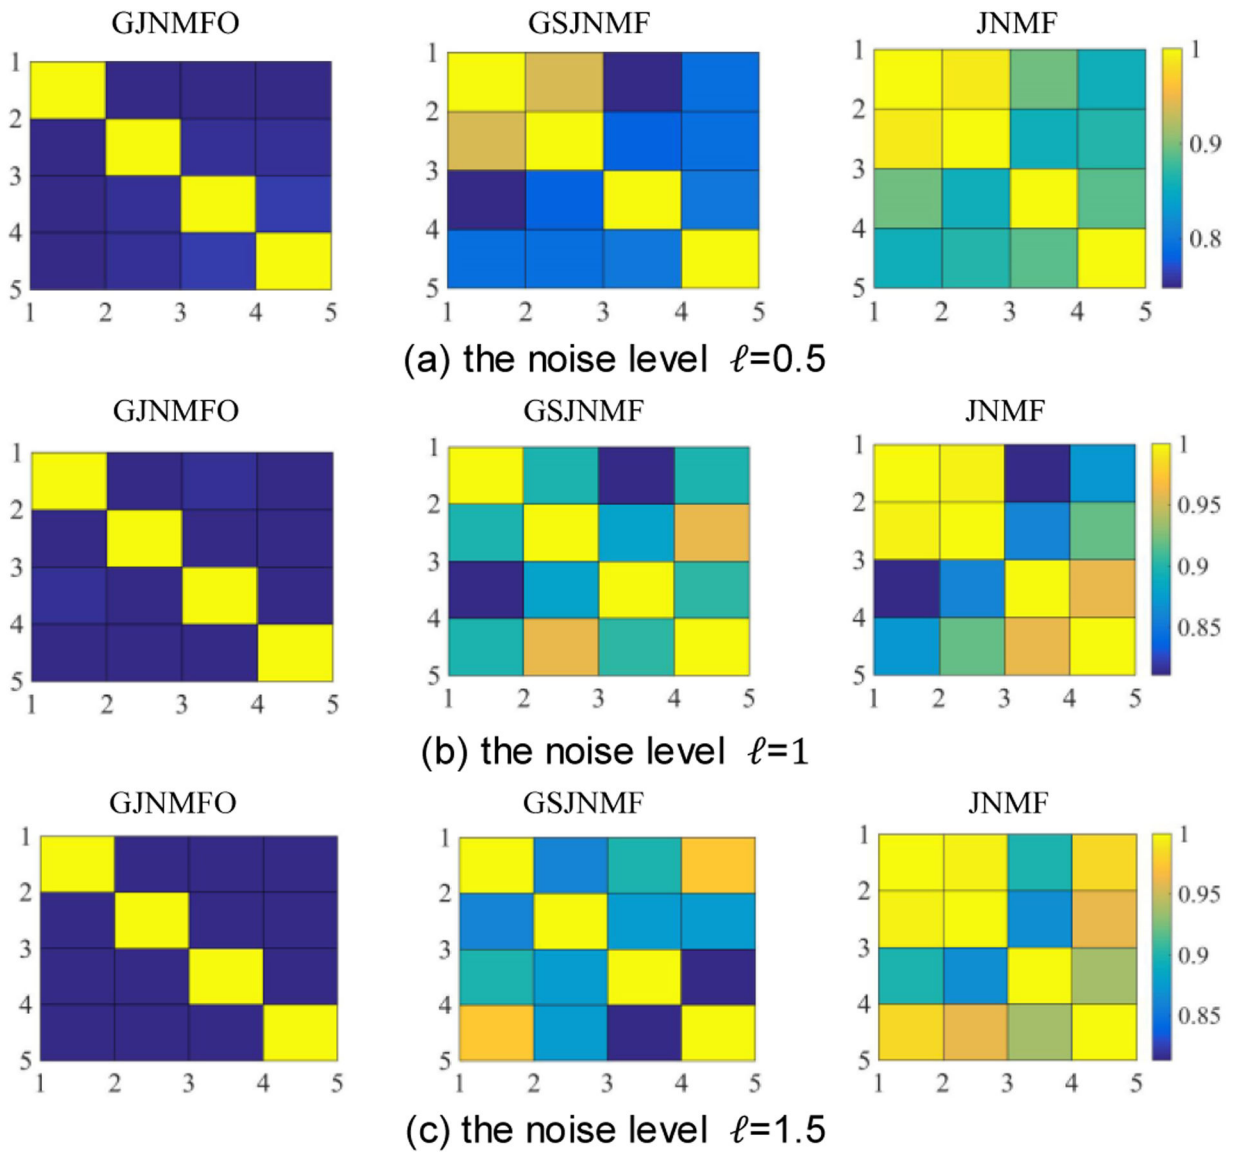 GJNMFO GSJNMF JNMF
1 1 1 1
2 2 2 0.9
3 3 3
4 4 4 0.8
5 5 5
1 2 3 4 5 1 2 3 4 5 1 2 3 4 5
(a) the noise level ℓ=0.5
GJNMFO GSJNMF JNMF
1 1 1 1
2 2 2 0.95
3 3 3 0.9
4 4 4 0.85
5 5 5
1 2 3 4 5 1 2 3 4 5 1 2 3 4 5
(b) the noise level ℓ=1
GJNMFO GSJNMF JNMF
1 1 1 1
2 2 2 0.95
3 3 3 0.9
4 4 4 0.85
5 5 5
1 2 3 4 5 1 2 3 4 5 1 2 3 4 5
(c) the noise level ℓ=1.5